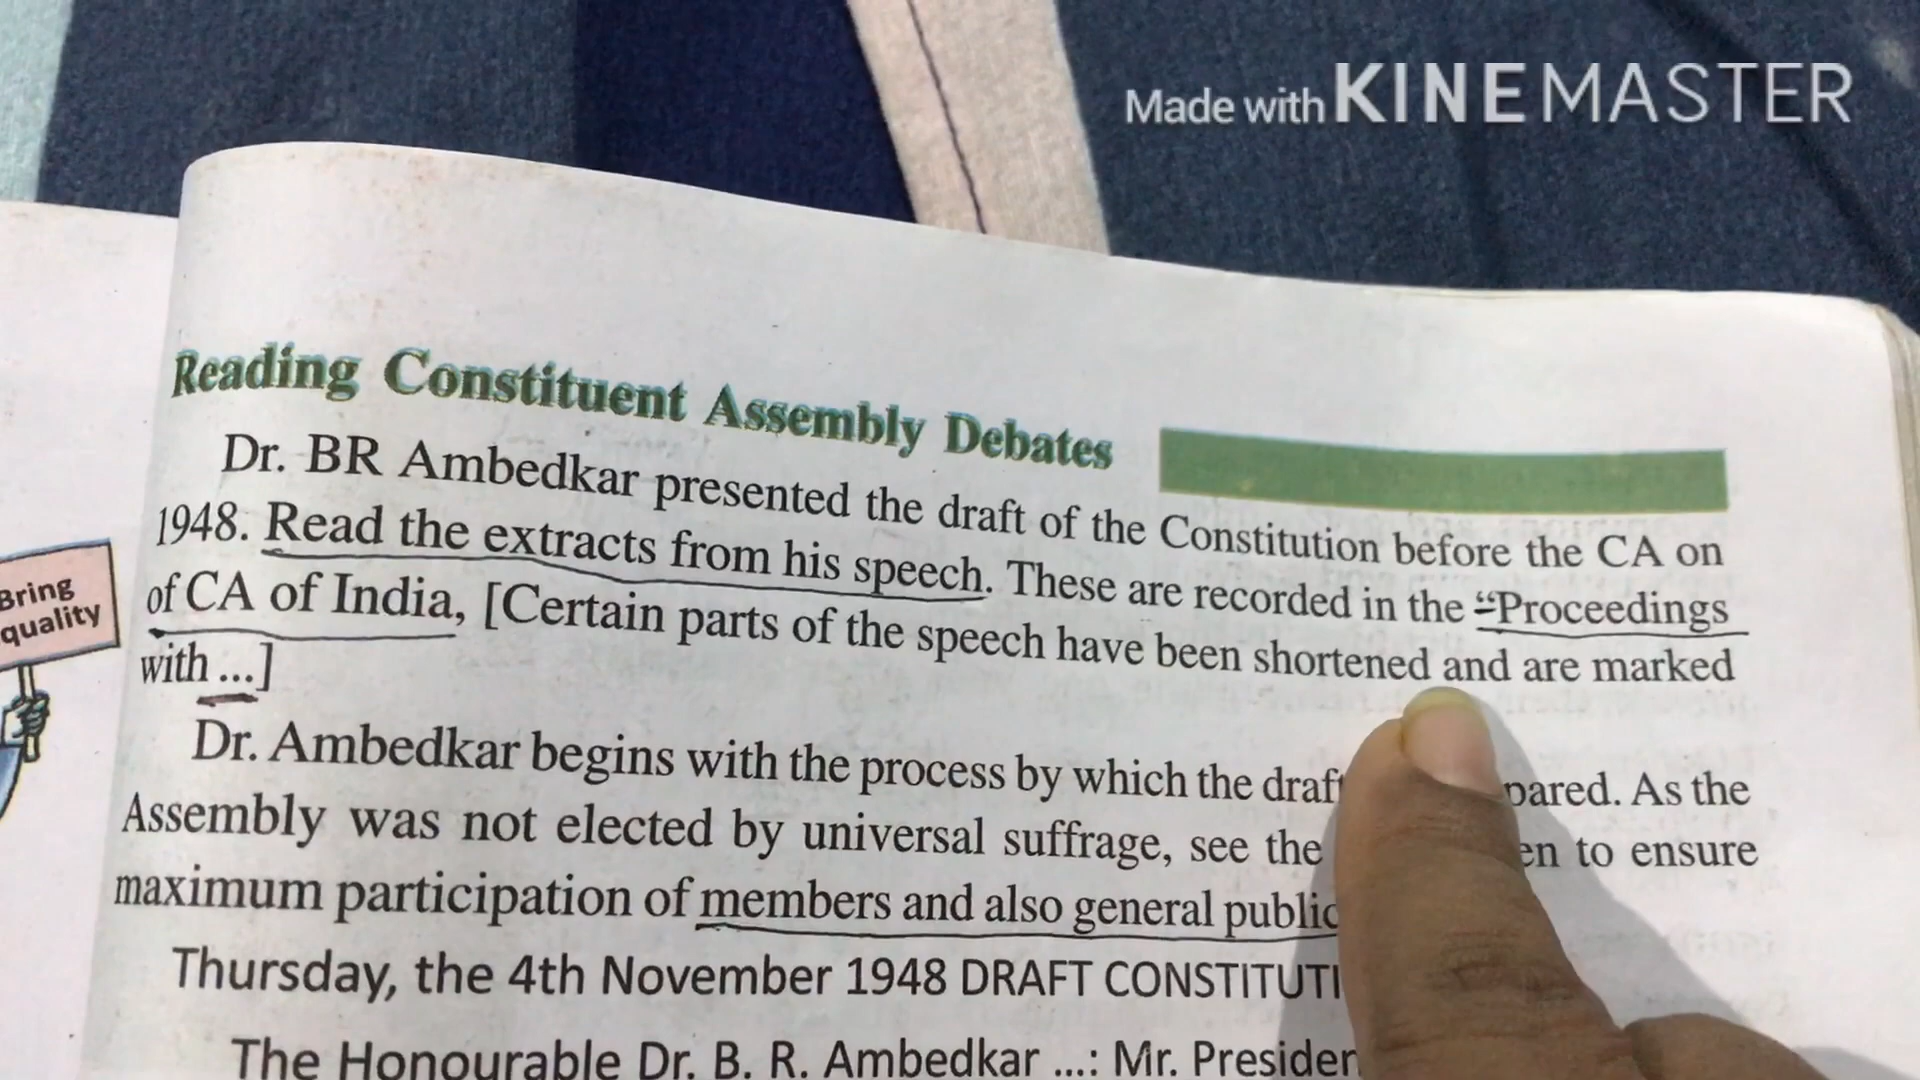 Made with KINEMASTER
Reading Constituent Assembly Debates
Dr. BR Ambedkar presented the draft of the Constitution before the CA on
1948. Read the extracts from his speech. These are recorded in the “Proceedings
of CA of India, [Certain parts of the speech have been shortened and are marked
with ...]
Dr. Ambedkar begins with the process by which the draft As the
Assembly was not elected by universal suffrage, see the to ensure
maximum participation of members and also general public
Thursday, the 4th November 1948 DRAFT
The Honourable Dr. B. R. Ambedkar ...: Mr.
Bring
quality